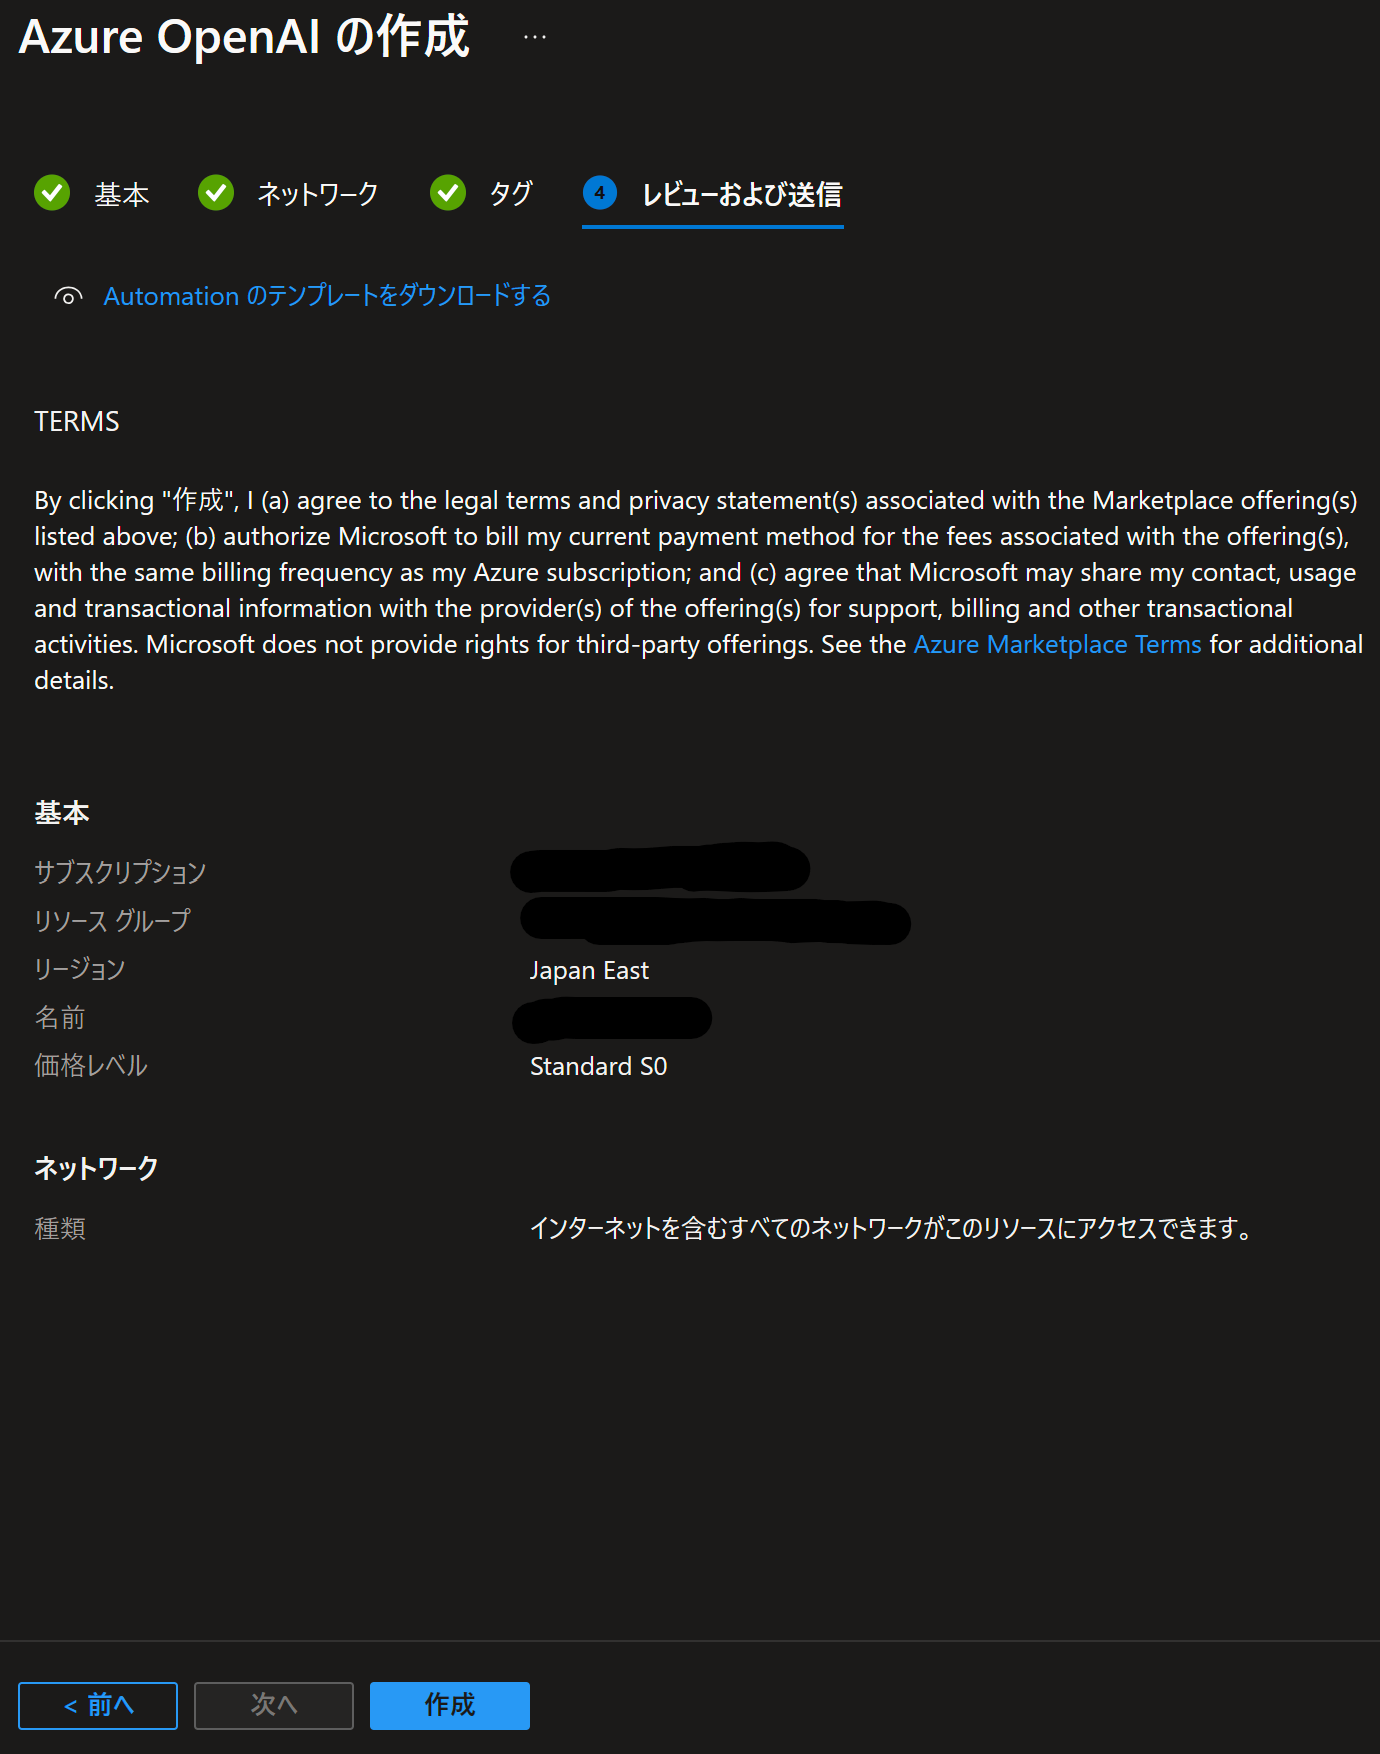 Azure OpenAI の作成 …
基本 ネットワーク タグ 4 レビューおよび送信
Automation のテンプレートをダウンロードする
TERMS
By clicking "作成", I (a) agree to the legal terms and privacy statement(s) associated with the Marketplace offering(s)
listed above; (b) authorize Microsoft to bill my current payment method for the fees associated with the offering(s),
with the same billing frequency as my Azure subscription; and (c) agree that Microsoft may share my contact, usage
and transactional information with the provider(s) of the offering(s) for support, billing and other transactional
activities. Microsoft does not provide rights for third-party offerings. See the Azure Marketplace Terms for additional
details.
基本
サブスクリプション
リソース グループ
リージョン Japan East
名前
価格レベル Standard S0
ネットワーク
種類 インターネットを含むすべてのネットワークがこのリソースにアクセスできます。
< 前へ 次へ 作成